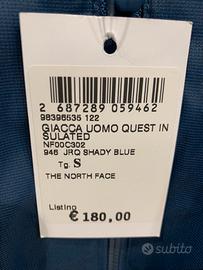 2 687289 059462
98396535 122
GIACCA UOMO QUEST IN
SULATED
NF00C302
946 JRQ SHADY BLUE
Tg. S
THE NORTH FACE
Listino
€ 180,00
subito